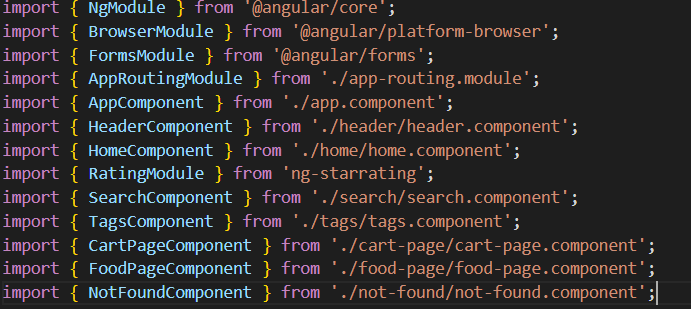 import { NgModule } from '@angular/core';
import { BrowserModule } from '@angular/platform-browser';
import { FormsModule } from '@angular/forms';
import { AppRoutingModule } from './app-routing.module';
import { AppComponent } from './app.component';
import { HeaderComponent } from './header/header.component';
import { HomeComponent } from './home/home.component';
import { RatingModule } from 'ng-starrating';
import { SearchComponent } from './search/search.component';
import { TagsComponent } from './tags/tags.component';
import { CartPageComponent } from './cart-page/cart-page.component';
import { FoodPageComponent } from './food-page/food-page.component';
import { NotFoundComponent } from './not-found/not-found.component';